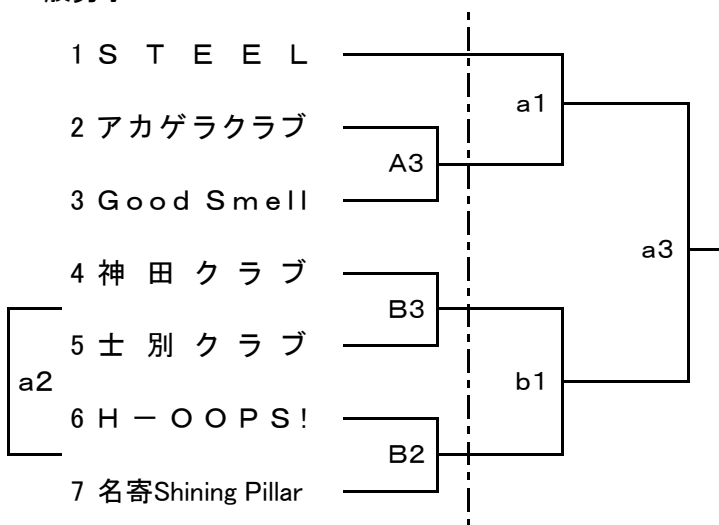 1 S T E E L
a1
2 アカゲラクラブ
A3
3 Good Smell
a3
4 神田クラブ
B3
5 士別クラブ
a2
b1
6 H－OOPS!
B2
7 名寄Shining Pillar